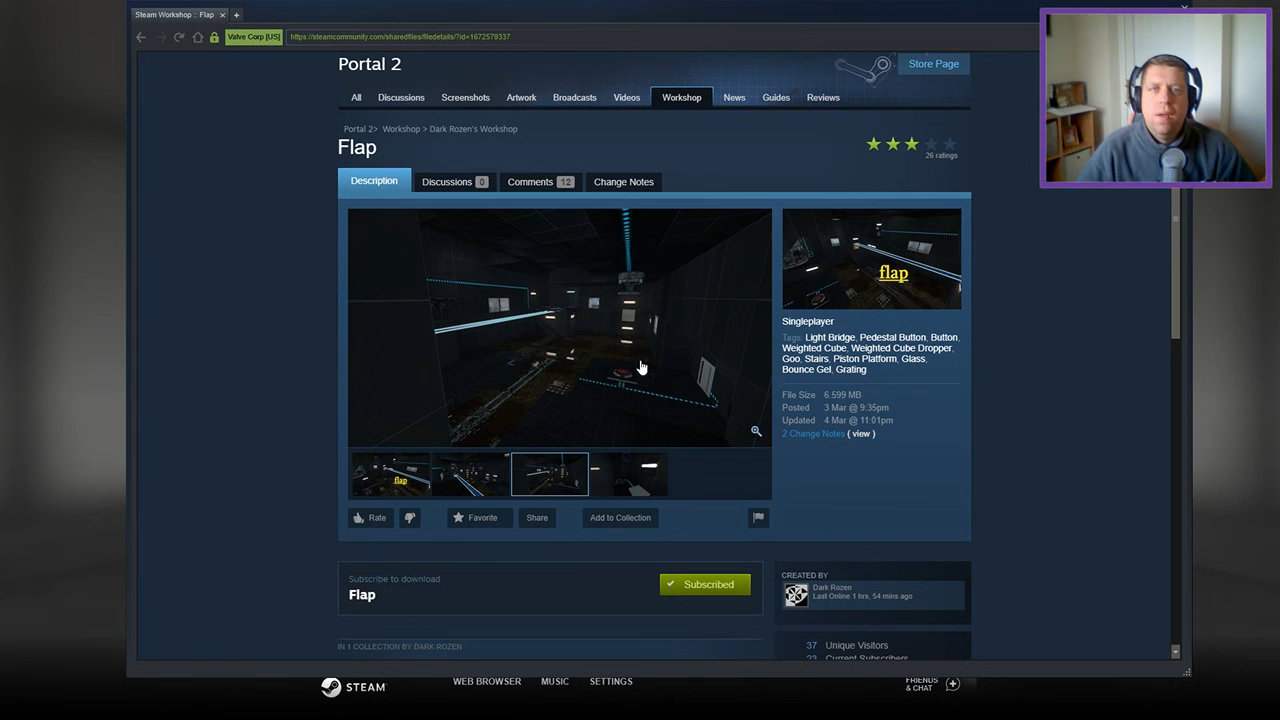 Steam Workshop :: Flap
Valve Corp [US]
https://steamcommunity.com/sharedfiles/filedetails/?id=1672579337
Portal 2
Store Page
All Discussions Screenshots Artwork Broadcasts Videos Workshop News Guides Reviews
Portal 2> Workshop > Dark Rozen's Workshop
Flap
26 ratings
Description Discussions 0 Comments 12 Change Notes
flap
Singleplayer
Tags: Light Bridge, Pedestal Button, Button,
Weighted Cube, Weighted Cube Dropper,
Goo, Stairs, Piston Platform, Glass,
Bounce Gel, Grating
File Size 6.599 MB
Posted 3 Mar @ 9:35pm
Updated 4 Mar @ 11:01pm
2 Change Notes ( view )
flap
Rate Favorite Share Add to Collection
Subscribe to download
Flap
Subscribed
CREATED BY
Dark Rozen
Last Online 1 hrs, 54 mins ago
IN 1 COLLECTION BY DARK ROZEN
37 Unique Visitors
23 Current Subscribers
STEAM
WEB BROWSER MUSIC SETTINGS
FRIENDS
& CHAT